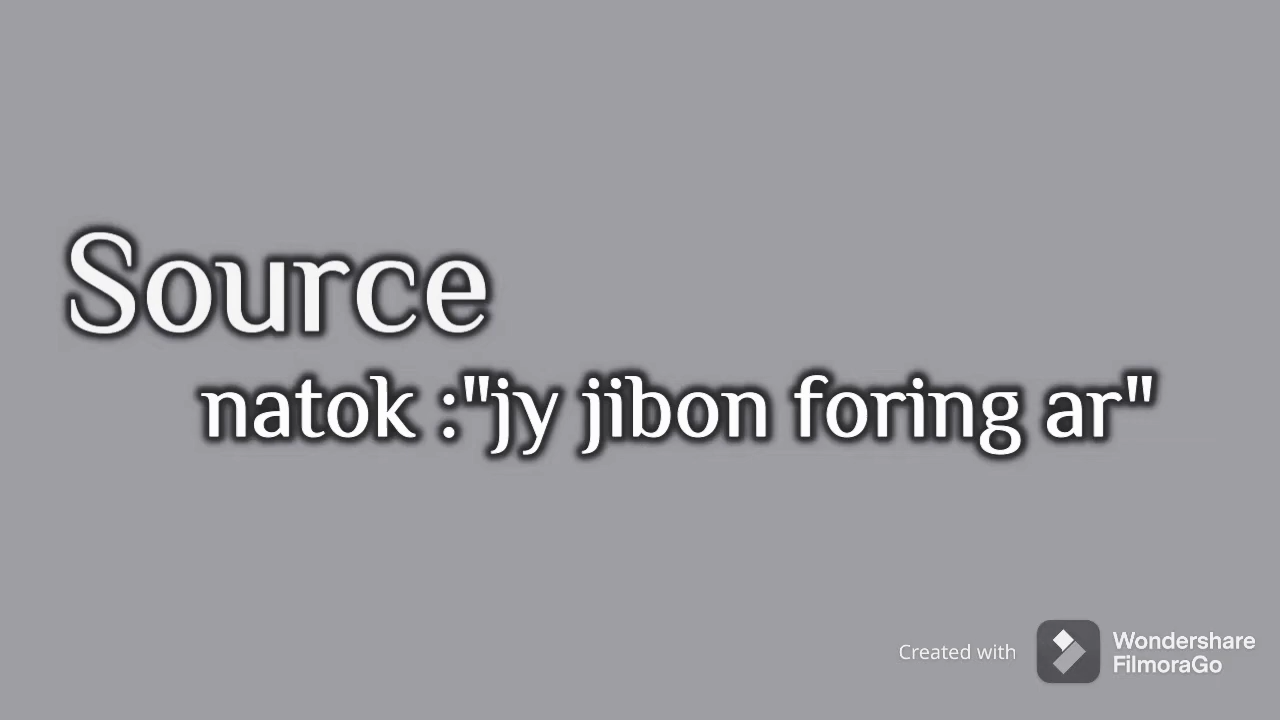 Source
natok :"jy jibon foring ar"
Created with
Wondershare
FilmoraGo